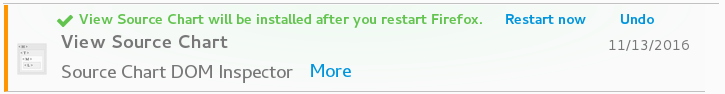 View Source Chart will be installed after you restart Firefox. Restart now Undo
View Source Chart 11/13/2016
Source Chart DOM Inspector More